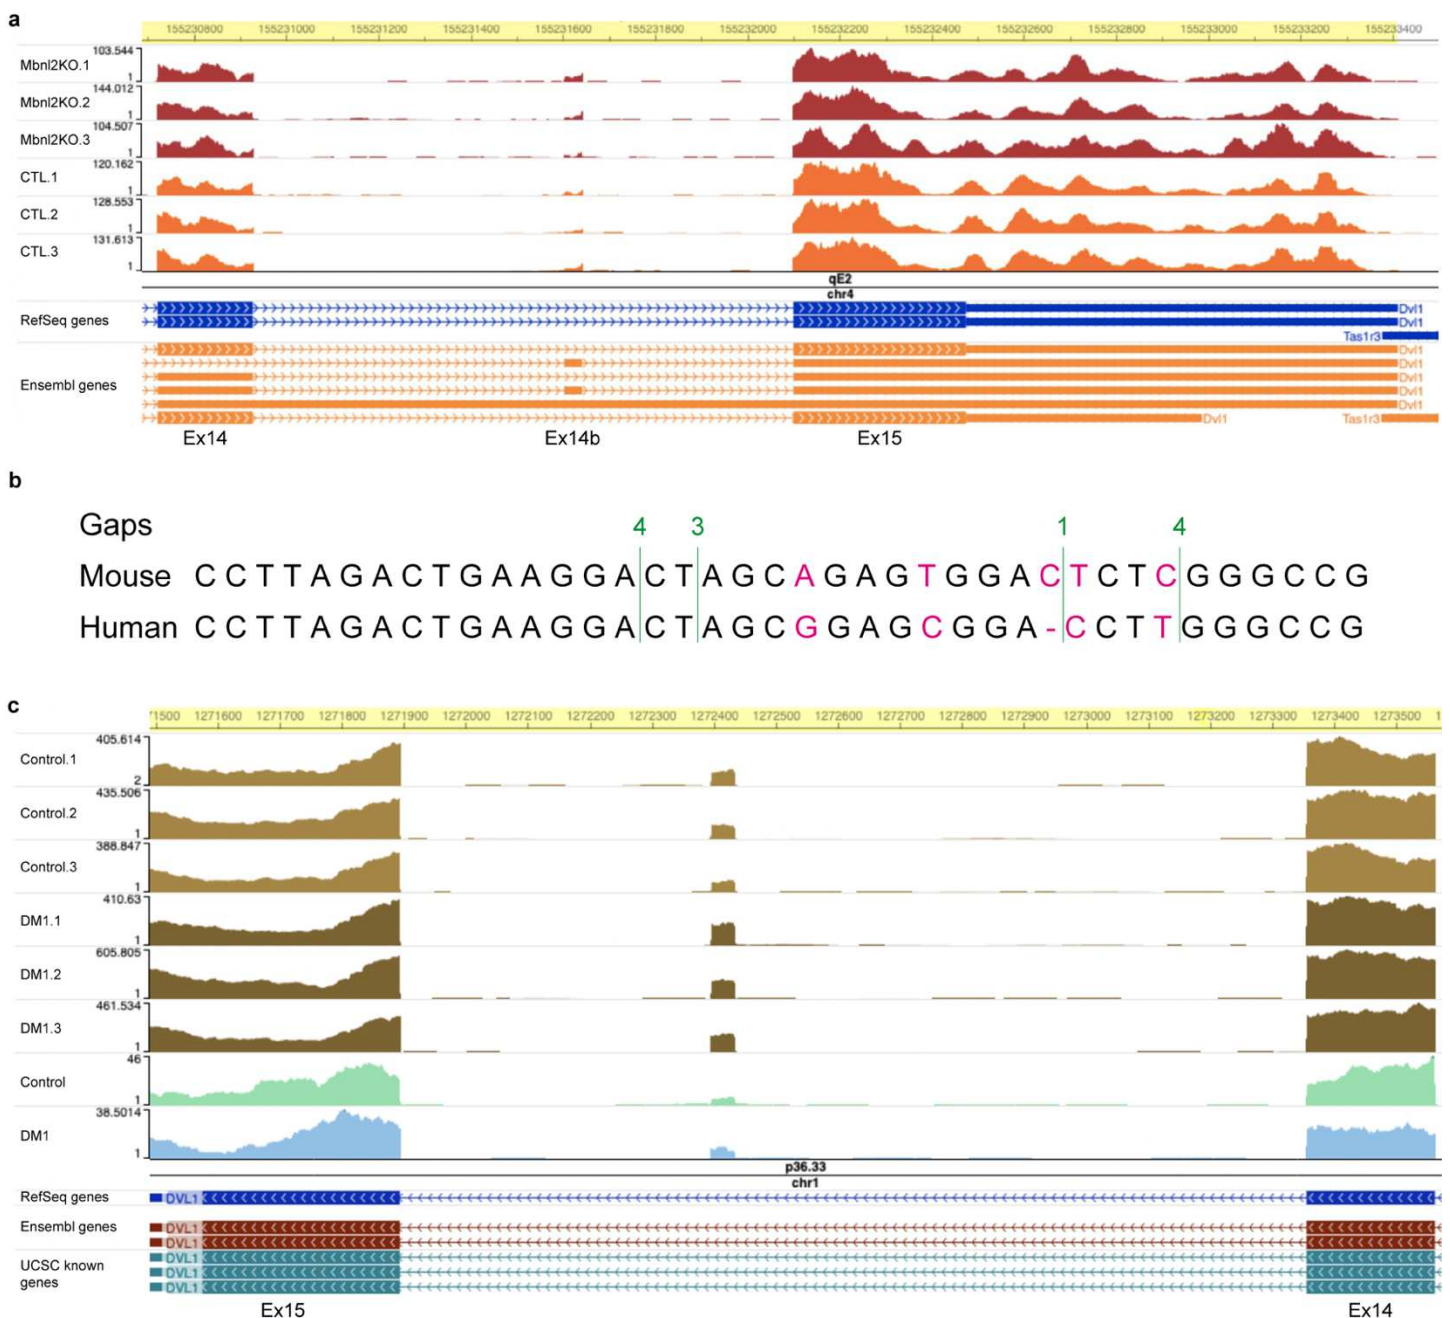 a
155230800 155231000 155231200 155231400 155231600 155231800 155232000 155232200 155232400 155232600 155232800 155233000 155233200 155233400
Mbnl2KO.1 103.544 1
Mbnl2KO.2 144.012 1
Mbnl2KO.3 104.507 1
CTL.1 120.162 1
CTL.2 128.553 1
CTL.3 131.613 1
qE2
chr4
RefSeq genes
Dvl1
Dvl1
Tas1r3
Ensembl genes
Dvl1
Dvl1
Dvl1
Dvl1
Dvl1
Dvl1 Tas1r3
Ex14 Ex14b Ex15
b
Gaps 4 3 1 4
Mouse CCTTAGACTGAAGGACTAGCAGAGTGGACTCTCGGGCCG
Human CCTTAGACTGAAGGACTAGCGGAGCGGA-CCTTGGGCCG
c
71500 1271600 1271700 1271800 1271900 1272000 1272100 1272200 1272300 1272400 1272500 1272600 1272700 1272800 1272900 1273000 1273100 1273200 1273300 1273400 1273500 1
Control.1 405.614 2
Control.2 435.506 1
Control.3 388.847 1
DM1.1 410.63 1
DM1.2 605.805 1
DM1.3 461.534 1
Control 46 1
DM1 38.5014 1
p36.33
chr1
RefSeq genes DVL1
Ensembl genes DVL1
DVL1
UCSC known genes DVL1
DVL1
DVL1
Ex15 Ex14